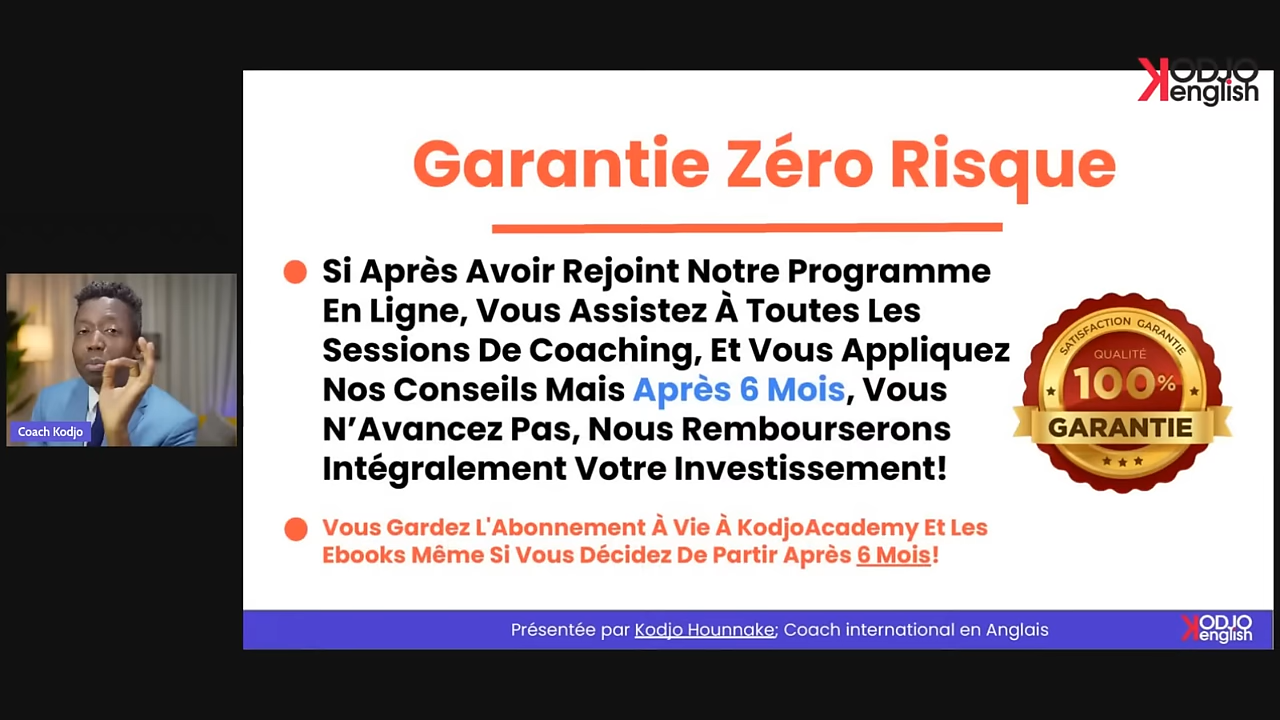 KODJO
english
Garantie Zéro Risque
Si Après Avoir Rejoint Notre Programme
En Ligne, Vous Assistez À Toutes Les
Sessions De Coaching, Et Vous Appliquez
Nos Conseils Mais Après 6 Mois, Vous
N’Avancez Pas, Nous Rembourserons
Intégralement Votre Investissement!
SATISFACTION GARANTIE
QUALITÉ
100%
GARANTIE
Coach Kodjo
Vous Gardez L'Abonnement À Vie À KodjoAcademy Et Les
Ebooks Même Si Vous Décidez De Partir Après 6 Mois!
Présentée par Kodjo Hounnake; Coach international en Anglais
KODJO
english